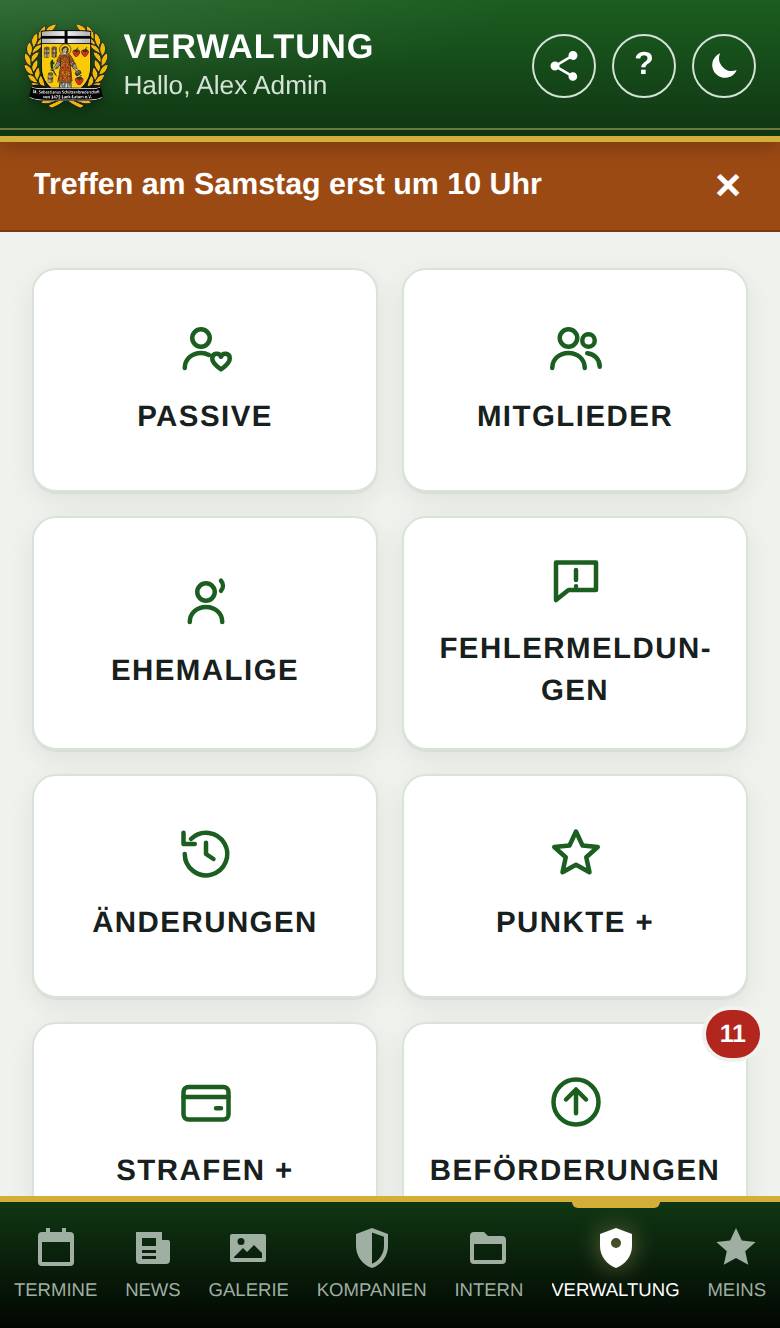 VERWALTUNG
Hallo, Alex Admin
?
Treffen am Samstag erst um 10 Uhr
×
PASSIVE
MITGLIEDER
EHEMALIGE
FEHLERMELDUN-
GEN
ÄNDERUNGEN
PUNKTE +
11
STRAFEN +
BEFÖRDERUNGEN
TERMINE
NEWS
GALERIE
KOMPANIEN
INTERN
VERWALTUNG
MEINS